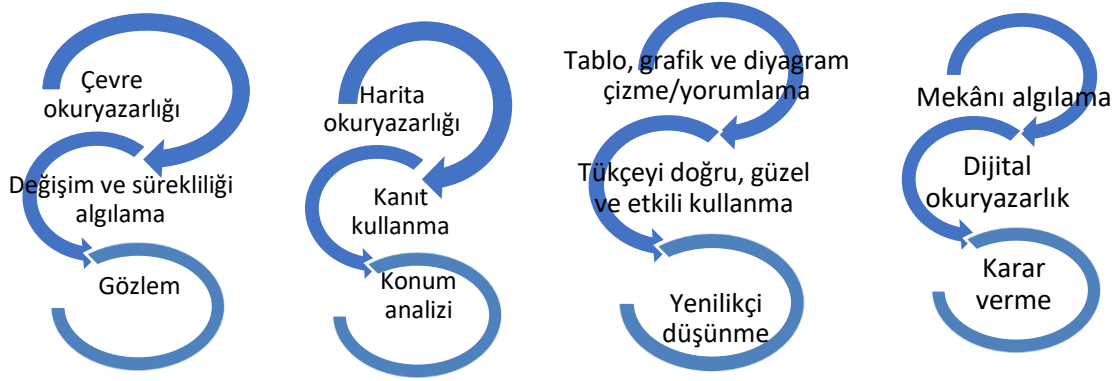 Çevre
okuryazarlığı
Değişim ve sürekliliği
algılama
Gözlem
Harita
okuryazarlığı
Kanıt
kullanma
Konum
analizi
Tablo, grafik ve diyagram
çizme/yorumlama
Tükçeyi doğru, güzel
ve etkili kullanma
Yenilikçi
düşünme
Mekânı algılama
Dijital
okuryazarlık
Karar
verme